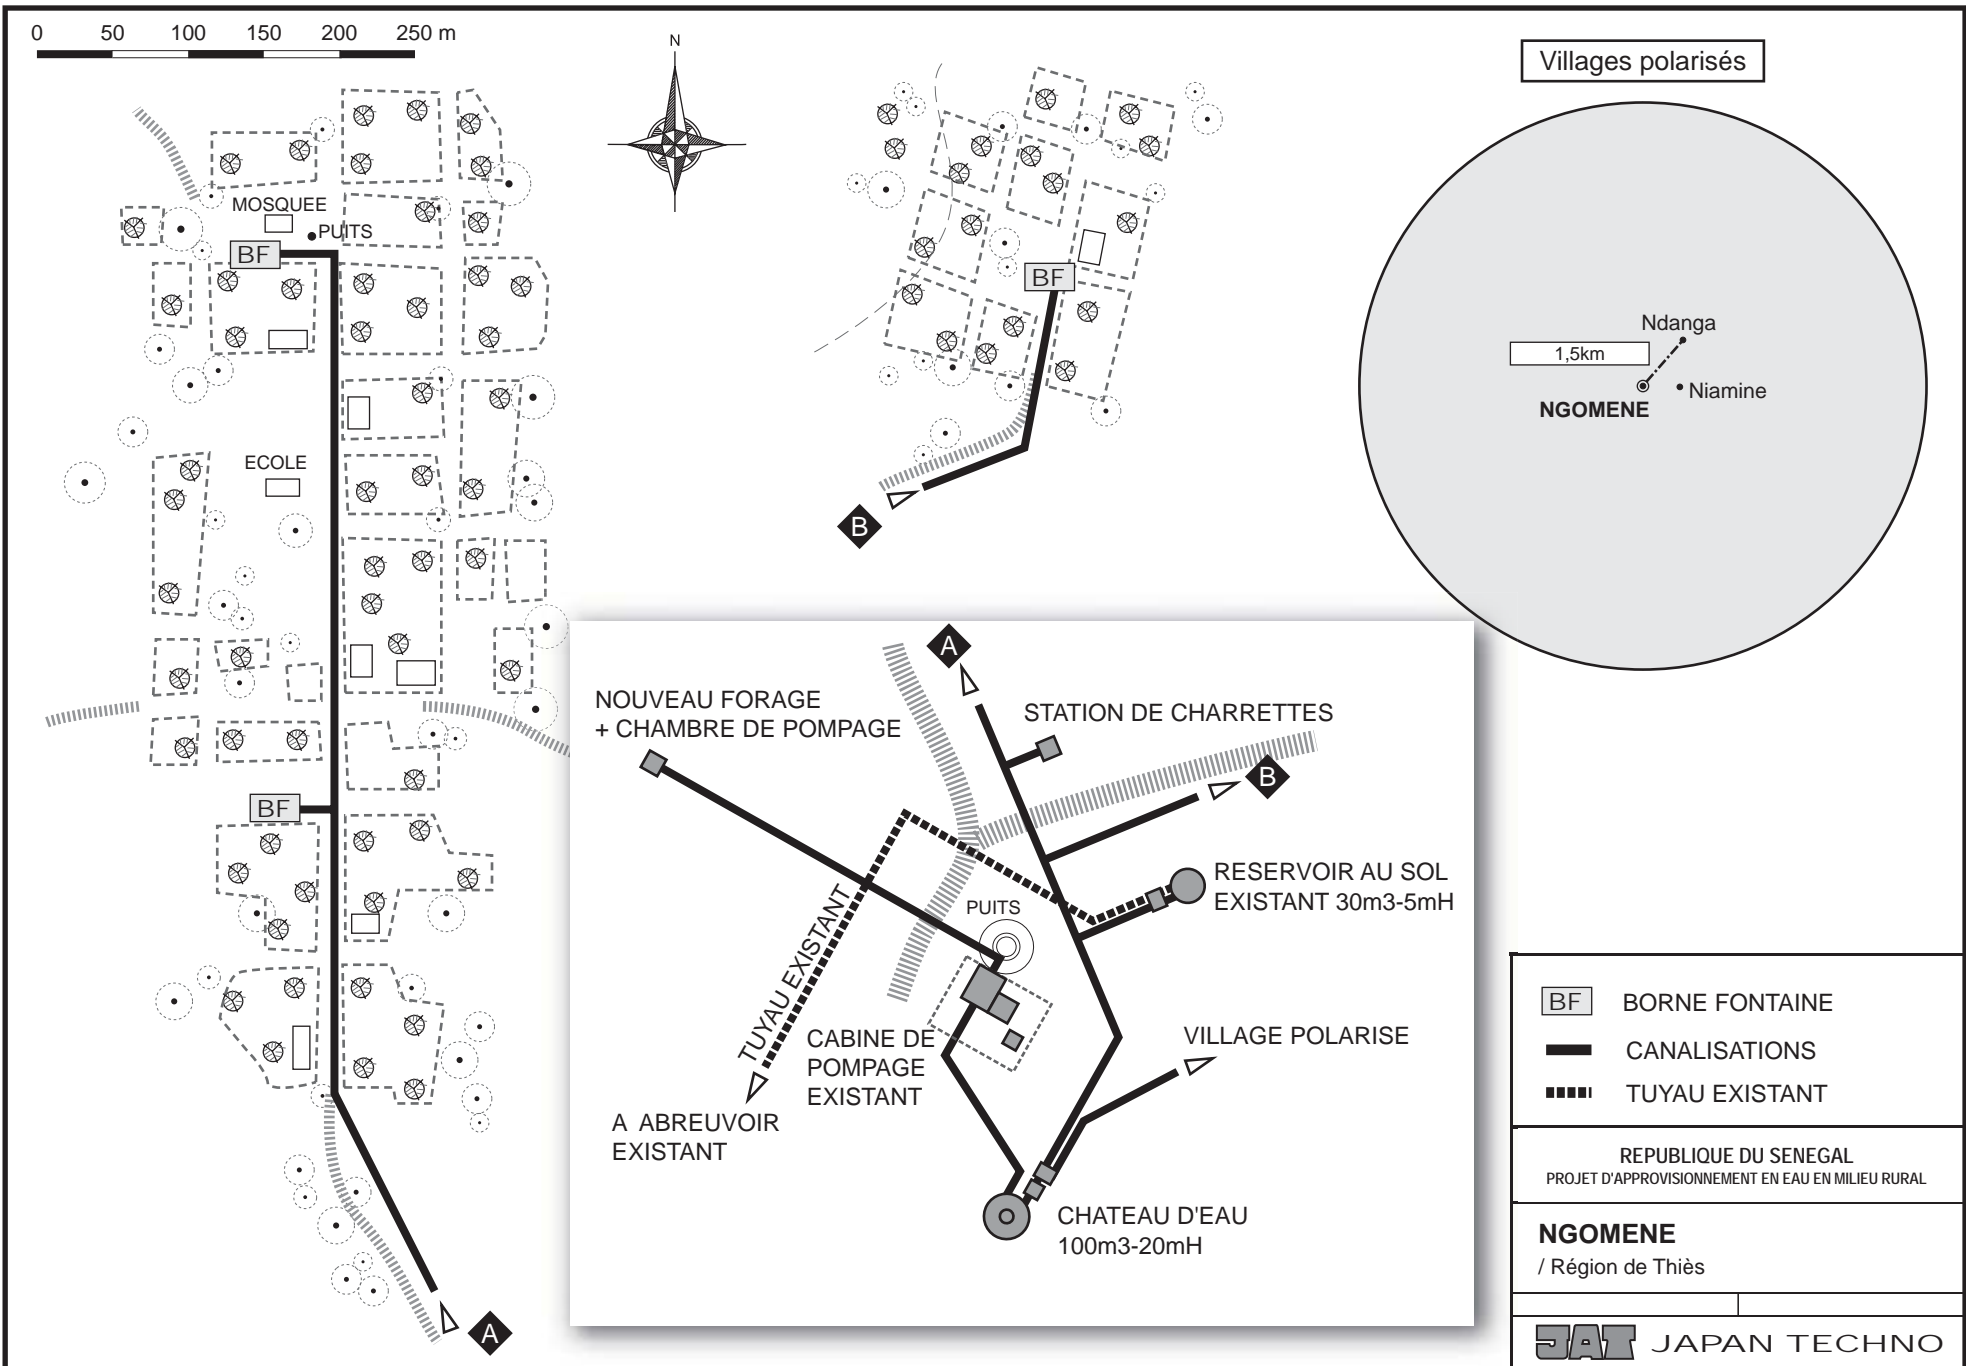 0 50 100 150 200 250 m
N
Villages polarisés
MOSQUEE
PUITS
BF
ECOLE
BF
A
BF
B
Ndanga
1,5km
Niamine
NGOMENE
A
NOUVEAU FORAGE
+ CHAMBRE DE POMPAGE
STATION DE CHARRETTES
B
RESERVOIR AU SOL
EXISTANT 30m3-5mH
PUITS
TUYAU EXISTANT
CABINE DE
POMPAGE
EXISTANT
VILLAGE POLARISE
A ABREUVOIR
EXISTANT
CHATEAU D'EAU
100m3-20mH
BF BORNE FONTAINE
CANALISATIONS
TUYAU EXISTANT
REPUBLIQUE DU SENEGAL
PROJET D'APPROVISIONNEMENT EN EAU EN MILIEU RURAL
NGOMENE
/ Région de Thiès
JAT JAPAN TECHNO